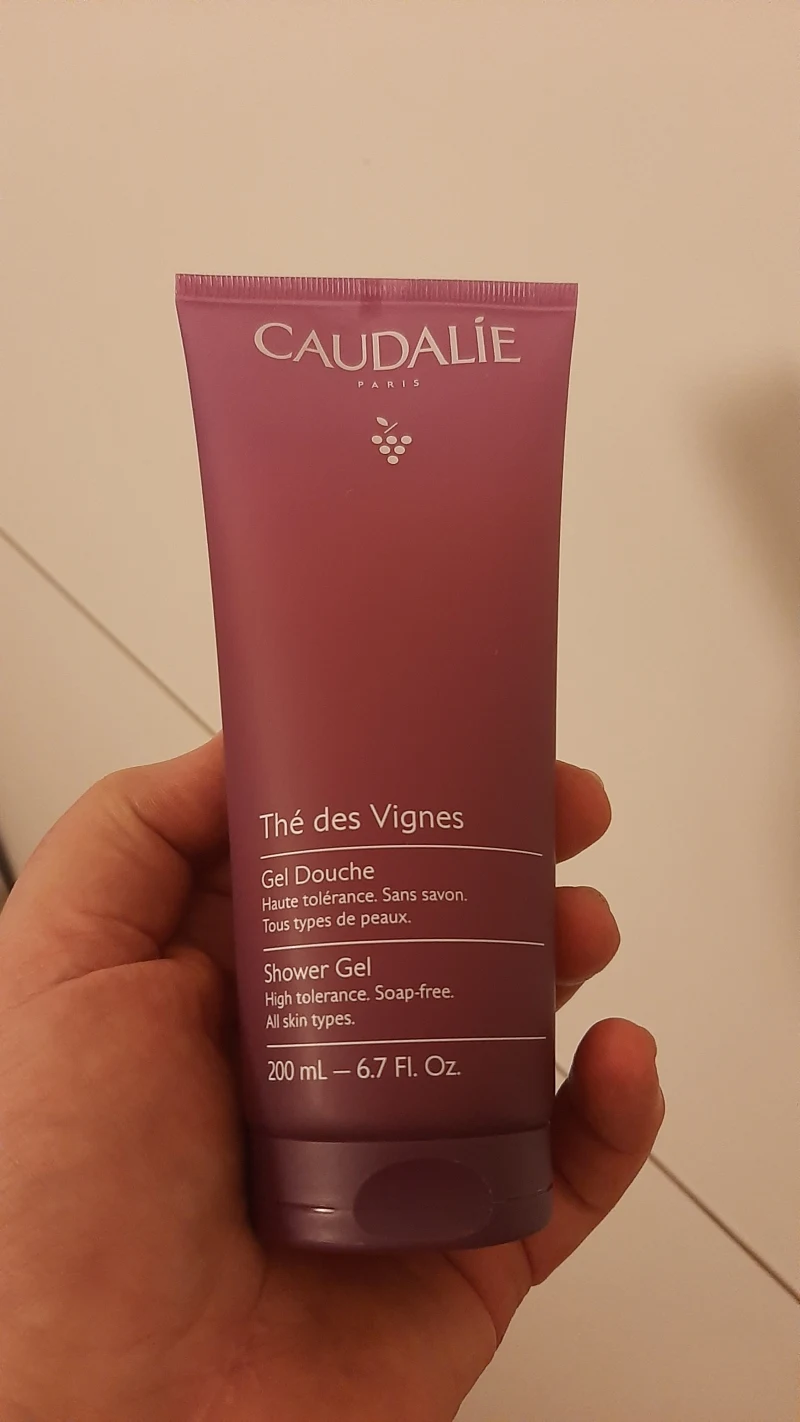 CAUDALÍE
PARIS
Thé des Vignes
Gel Douche
Haute tolérance. Sans savon.
Tous types de peaux.
Shower Gel
High tolerance. Soap-free.
All skin types.
200 mL — 6.7 Fl. Oz.